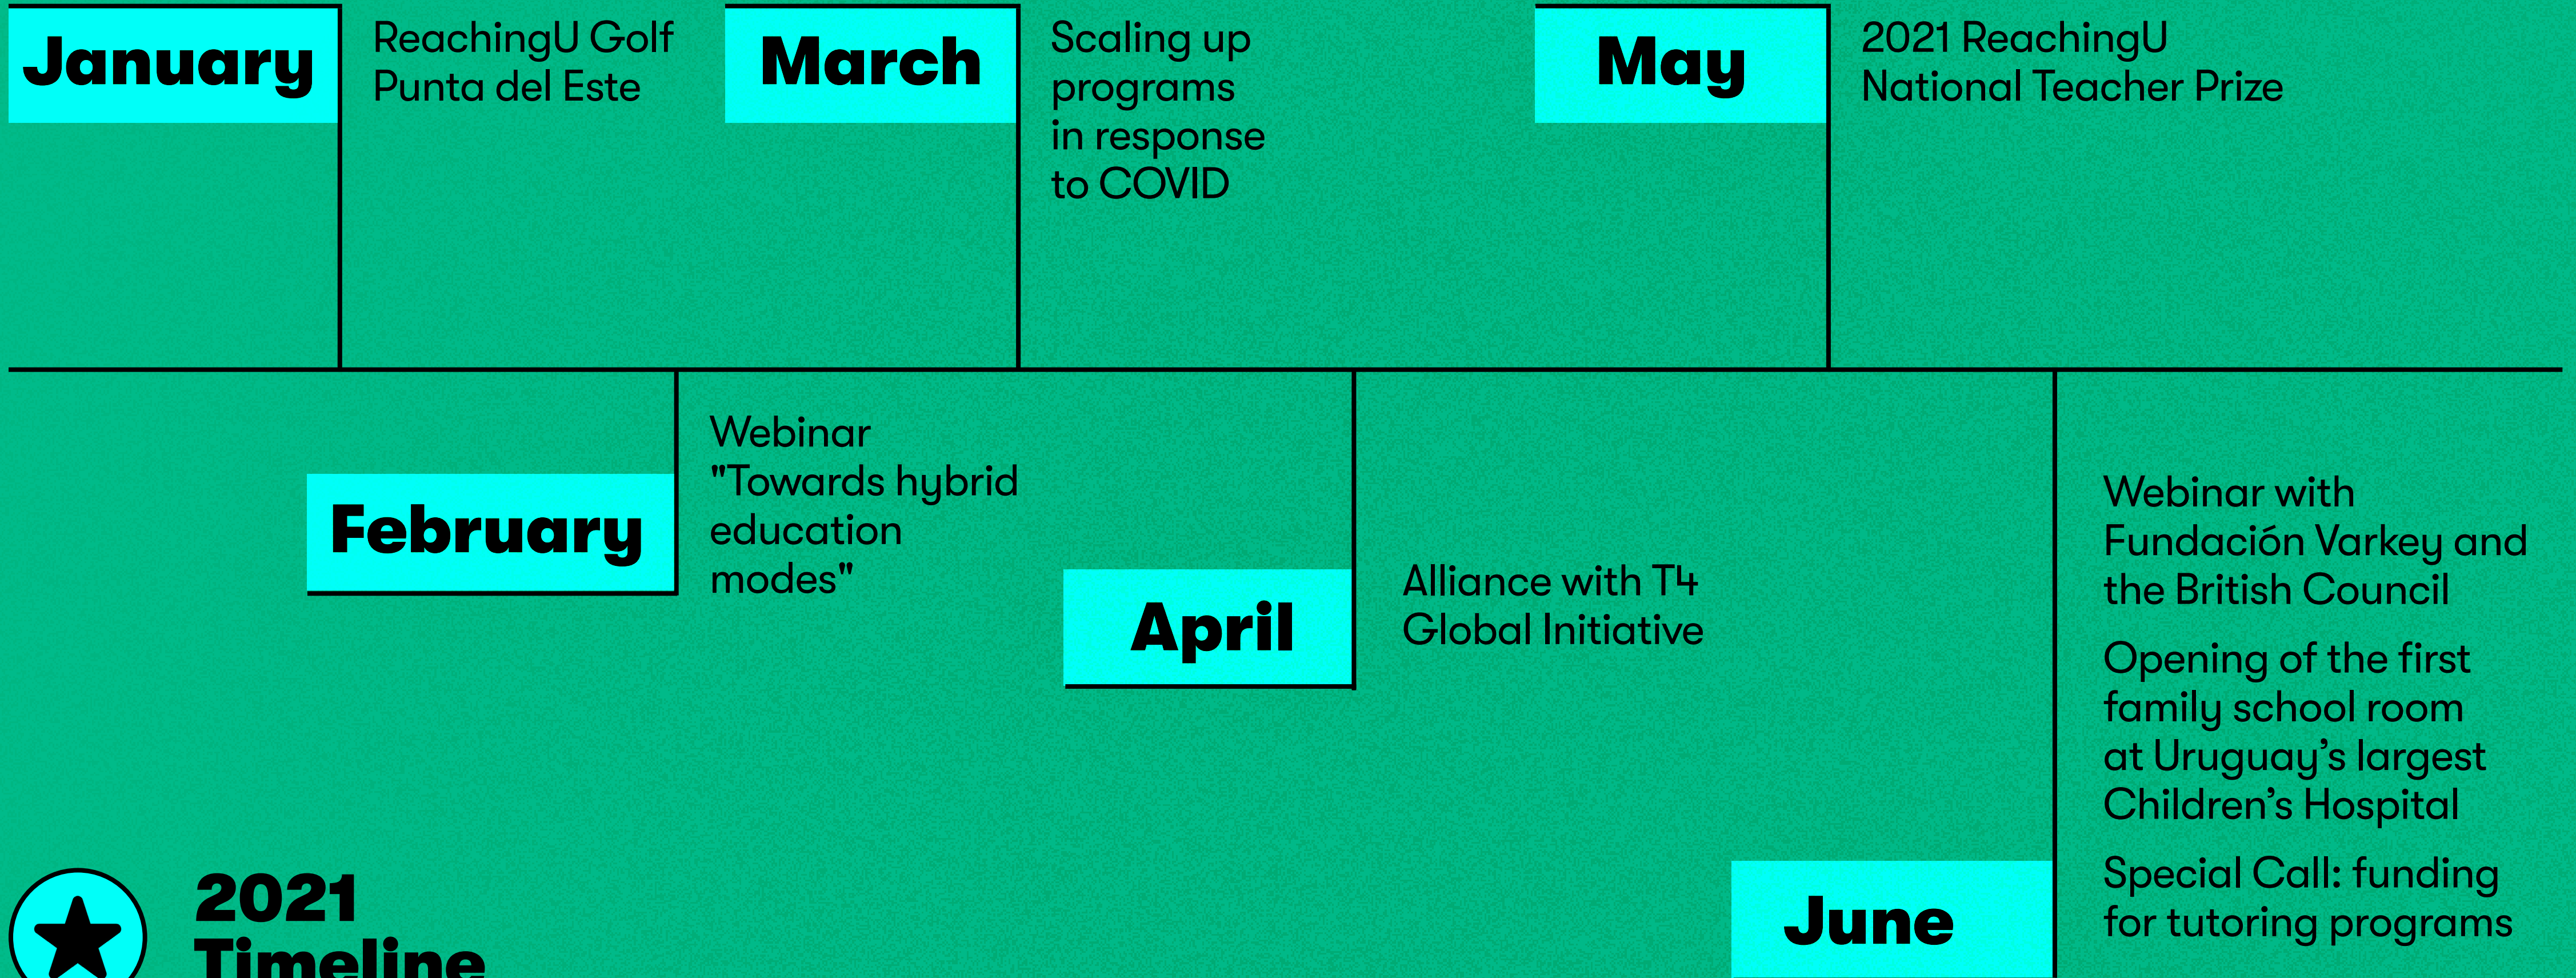 January
ReachingU Golf
Punta del Este
March
Scaling up
programs
in response
to COVID
May
2021 ReachingU
National Teacher Prize
February
Webinar
"Towards hybrid
education
modes"
April
Alliance with T4
Global Initiative
June
Webinar with
Fundación Varkey and
the British Council
Opening of the first
family school room
at Uruguay’s largest
Children’s Hospital
Special Call: funding
for tutoring programs
2021
Timeline